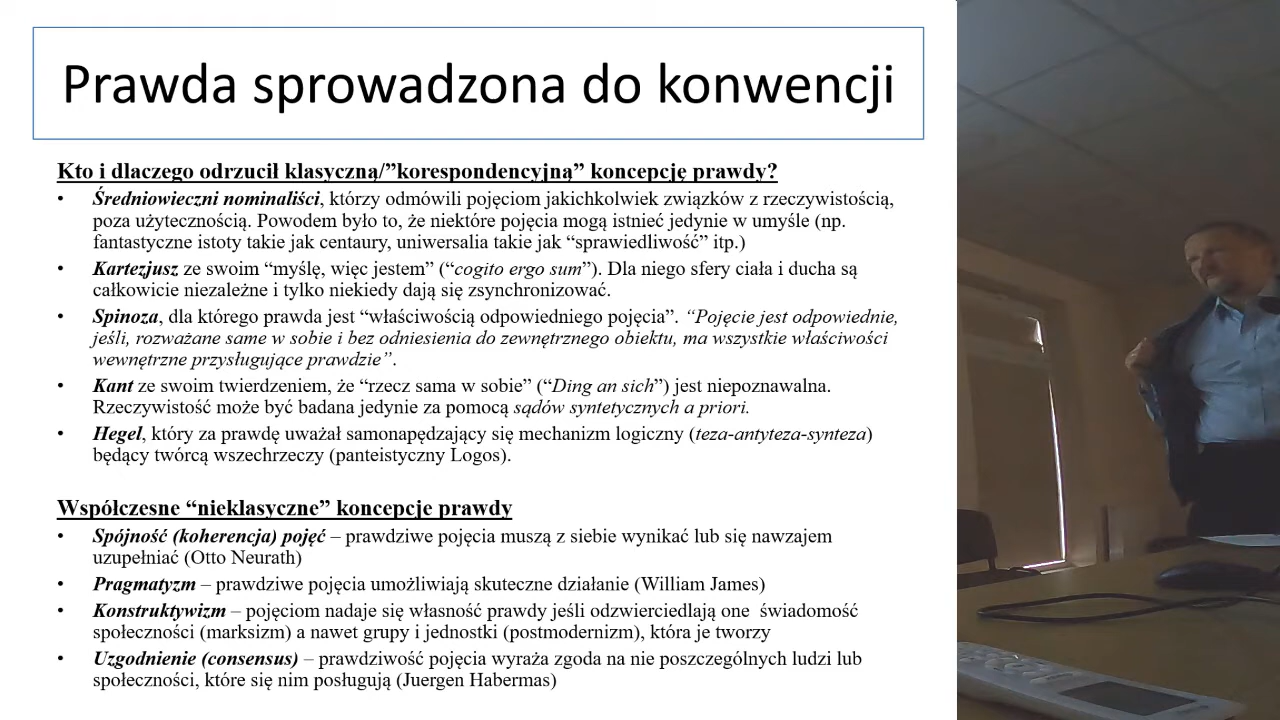 Prawda sprowadzona do konwencji
Kto i dlaczego odrzucił klasyczną/”korespondencyjną” koncepcję prawdy?
• Średniowieczni nominaliści, którzy odmówili pojęciom jakichkolwiek związków z rzeczywistością,
poza użytecznością. Powodem było to, że niektóre pojęcia mogą istnieć jedynie w umyśle (np.
fantastyczne istoty takie jak centaury, uniwersalia takie jak “sprawiedliwość” itp.)
• Kartezjusz ze swoim “myślę, więc jestem” (“cogito ergo sum”). Dla niego sfery ciała i ducha są
całkowicie niezależne i tylko niekiedy dają się zsynchronizować.
• Spinoza, dla którego prawda jest “właściwością odpowiedniego pojęcia”. “Pojęcie jest odpowiednie,
jeśli, rozważane same w sobie i bez odniesienia do zewnętrznego obiektu, ma wszystkie właściwości
wewnętrzne przysługujące prawdzie”.
• Kant ze swoim twierdzeniem, że “rzecz sama w sobie” (“Ding an sich”) jest niepoznawalna.
Rzeczywistość może być badana jedynie za pomocą sądów syntetycznych a priori.
• Hegel, który za prawdę uważał samonapędzający się mechanizm logiczny (teza-antyteza-synteza)
będący twórcą wszechrzeczy (panteistyczny Logos).
Współczesne “nieklasyczne” koncepcje prawdy
• Spójność (koherencja) pojęć – prawdziwe pojęcia muszą z siebie wynikać lub się nawzajem
uzupełniać (Otto Neurath)
• Pragmatyzm – prawdziwe pojęcia umożliwiają skuteczne działanie (William James)
• Konstruktywizm – pojęciom nadaje się własność prawdy jeśli odzwierciedlają one  świadomość
społeczności (marksizm) a nawet grupy i jednostki (postmodernizm), która je tworzy
• Uzgodnienie (consensus) – prawdziwość pojęcia wyraża zgoda na nie poszczególnych ludzi lub
społeczności, które się nim posługują (Juergen Habermas)